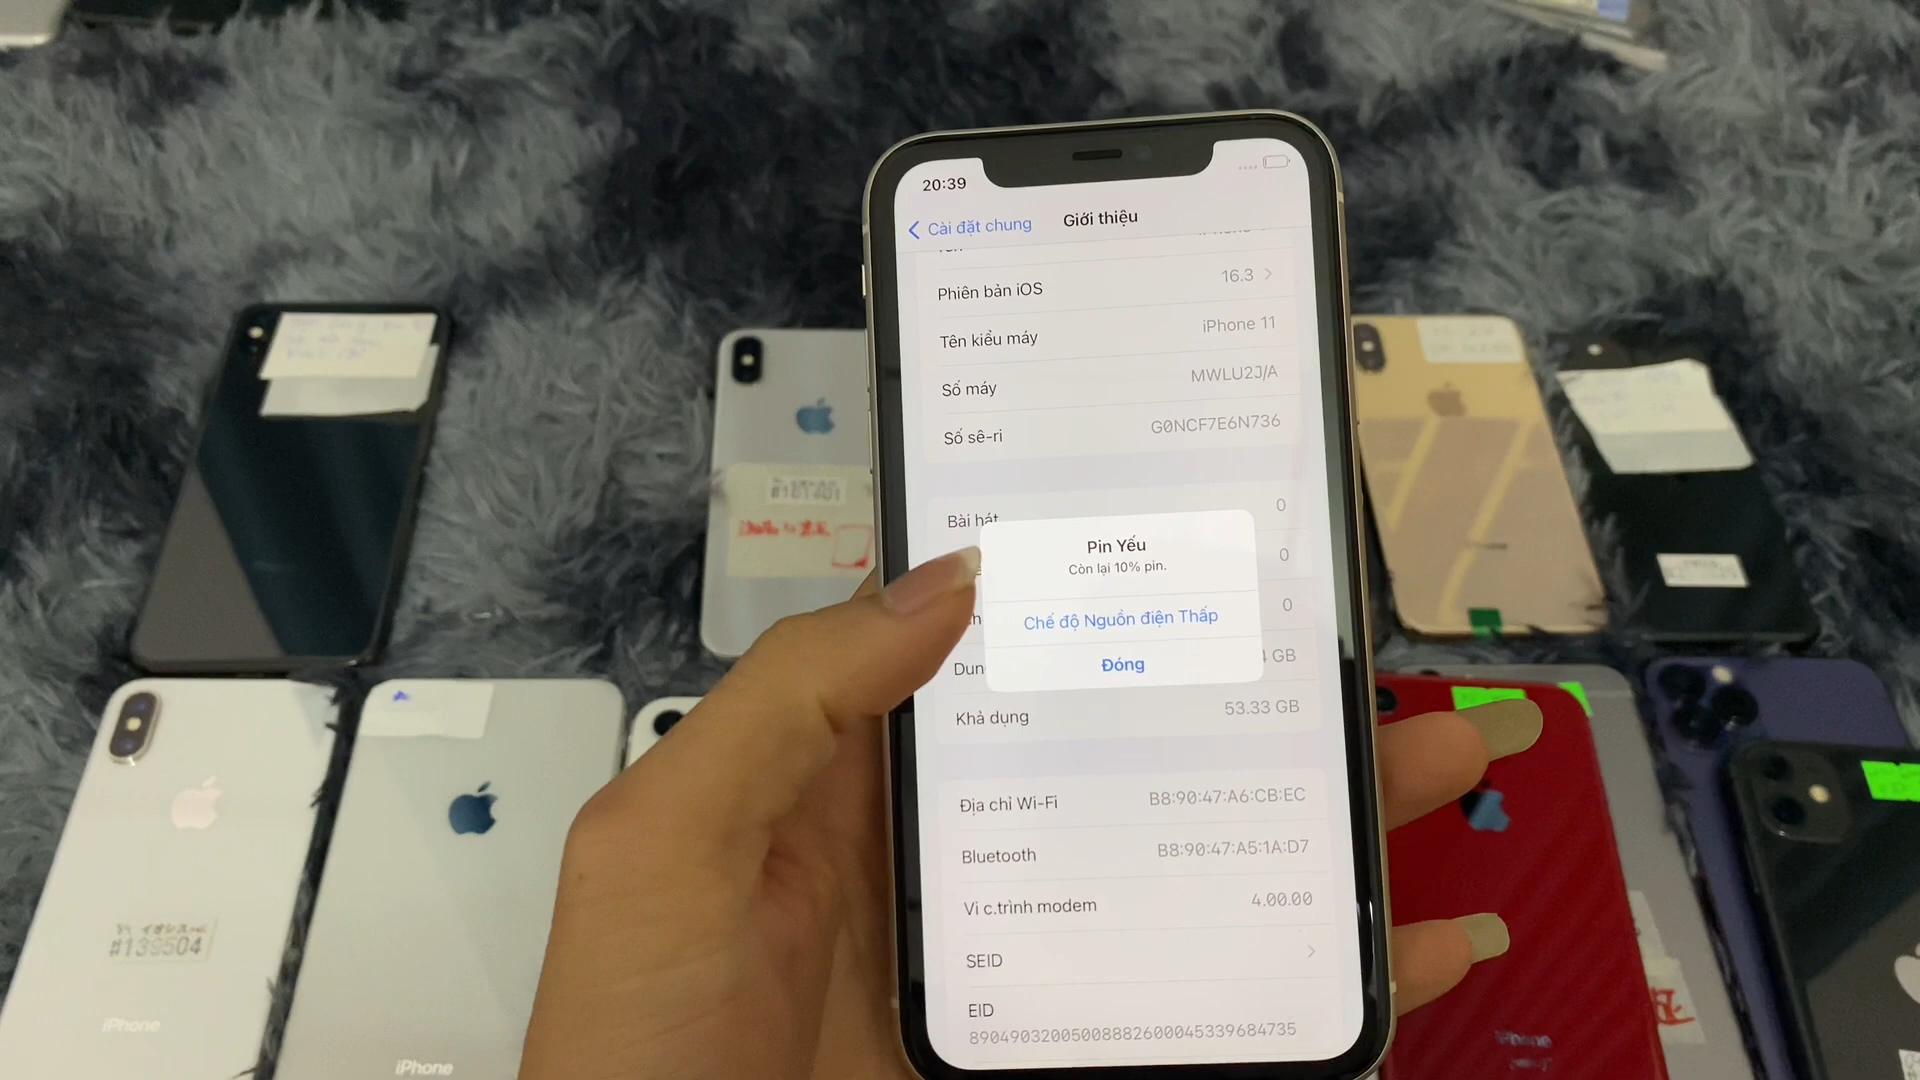 20:39
Cài đặt chung
Giới thiệu
Phiên bản iOS 16.3
Tên kiểu máy iPhone 11
Số máy MWLU2J/A
Số sê-ri G0NCF7E6N736
Bài hát 0
0
0
Pin Yếu
Còn lại 10% pin.
Chế độ Nguồn điện Thấp
Đóng
GB
Khả dụng 53.33 GB
Địa chỉ Wi-Fi B8:90:47:A6:CB:EC
Bluetooth B8:90:47:A5:1A:D7
Vi c.trình modem 4.00.00
SEID
EID
89049032005008882600045339684735
#139504
iPhone
iPhone
iPhone